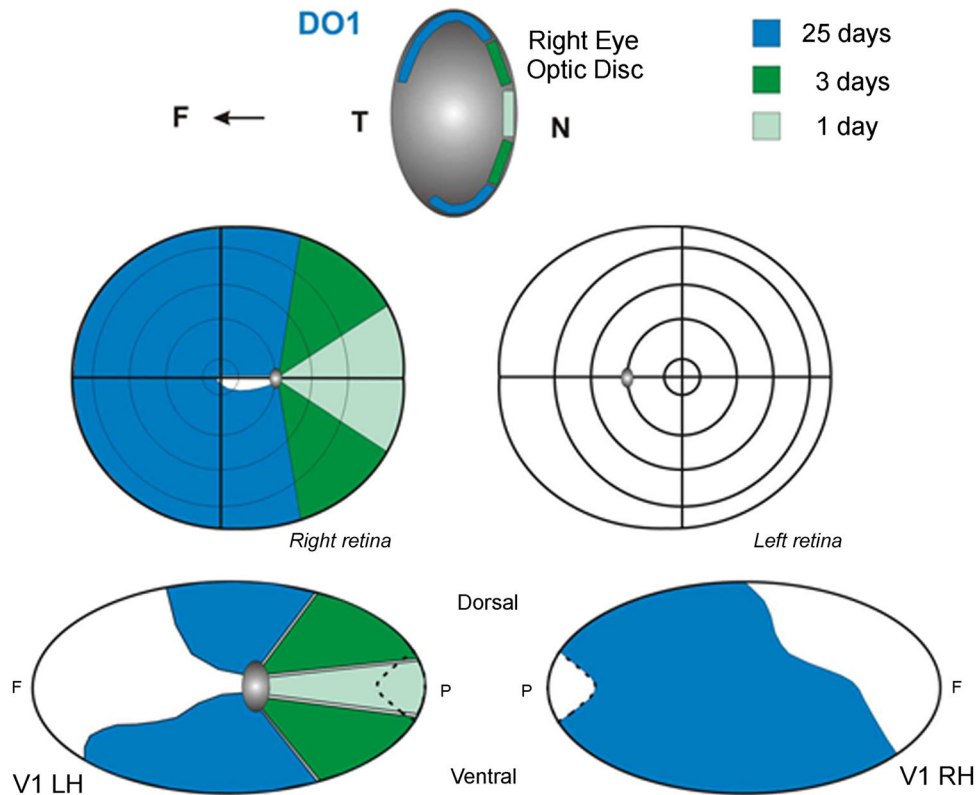 DO1
Right Eye
Optic Disc
25 days
3 days
1 day
F
T
N
Right retina
Left retina
Dorsal
F
P
P
F
V1 LH
Ventral
V1 RH